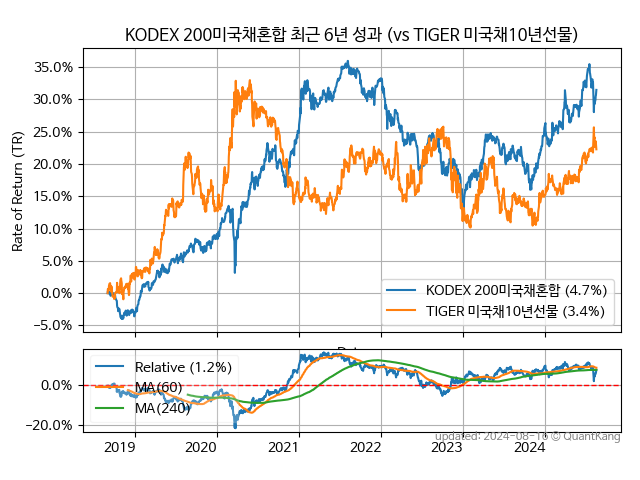 KODEX 200미국채혼합 최근 6년 성과 (vs TIGER 미국채10년선물)
Rate of Return (TR)
35.0%
30.0%
25.0%
20.0%
15.0%
10.0%
5.0%
0.0%
−5.0%
KODEX 200미국채혼합 (4.7%)
TIGER 미국채10년선물 (3.4%)
0.0%
−20.0%
Relative (1.2%)
MA(60)
MA(240)
2019
2020
2021
2022
2023
2024
updated: 2024-08-16 © QuantKang